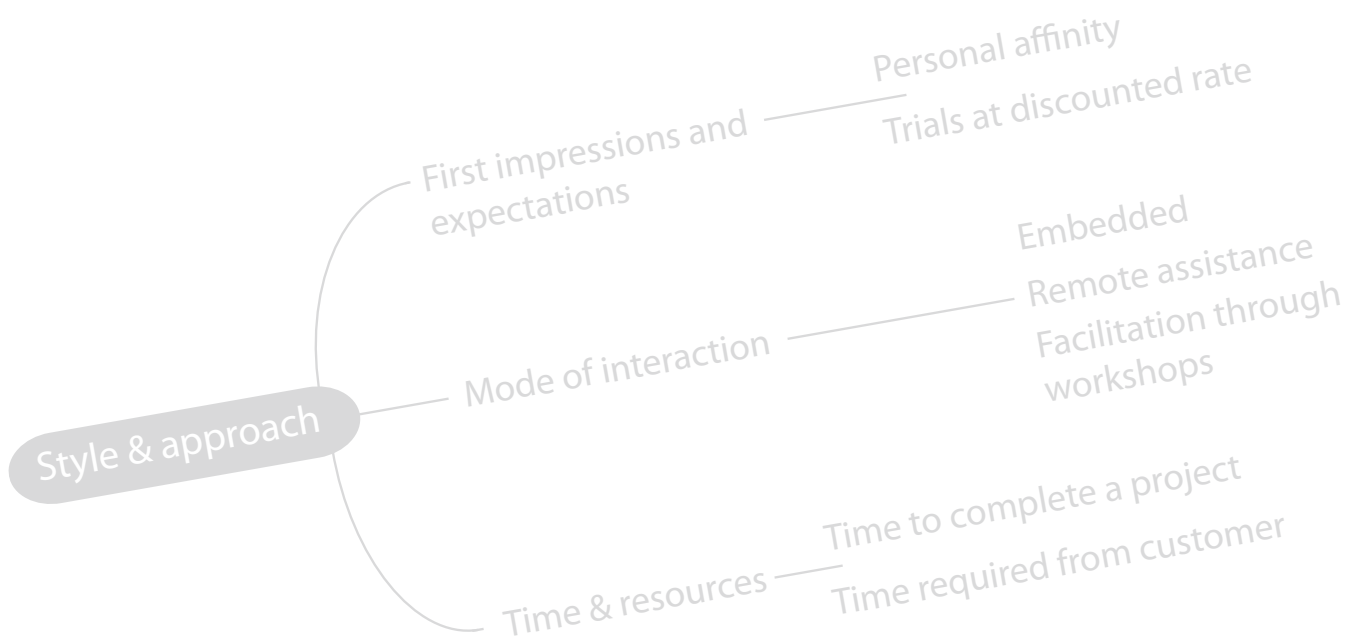 Style & approach
First impressions and
expectations
Personal affinity
Trials at discounted rate
Mode of interaction
Embedded
Remote assistance
Facilitation through
workshops
Time & resources
Time to complete a project
Time required from customer